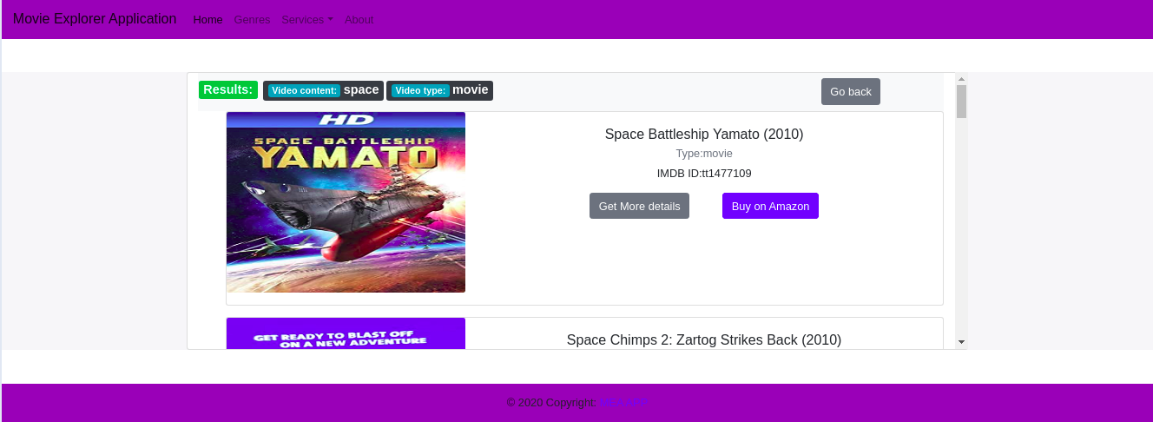 Movie Explorer Application Home Genres Services About
Results: Video content: space Video type: movie Go back
HD
SPACE BATTLESHIP
YAMATO
Space Battleship Yamato (2010)
Type:movie
IMDB ID:tt1477109
Get More details Buy on Amazon
GET READY TO BLAST OFF
ON A NEW ADVENTURE
Space Chimps 2: Zartog Strikes Back (2010)
© 2020 Copyright: